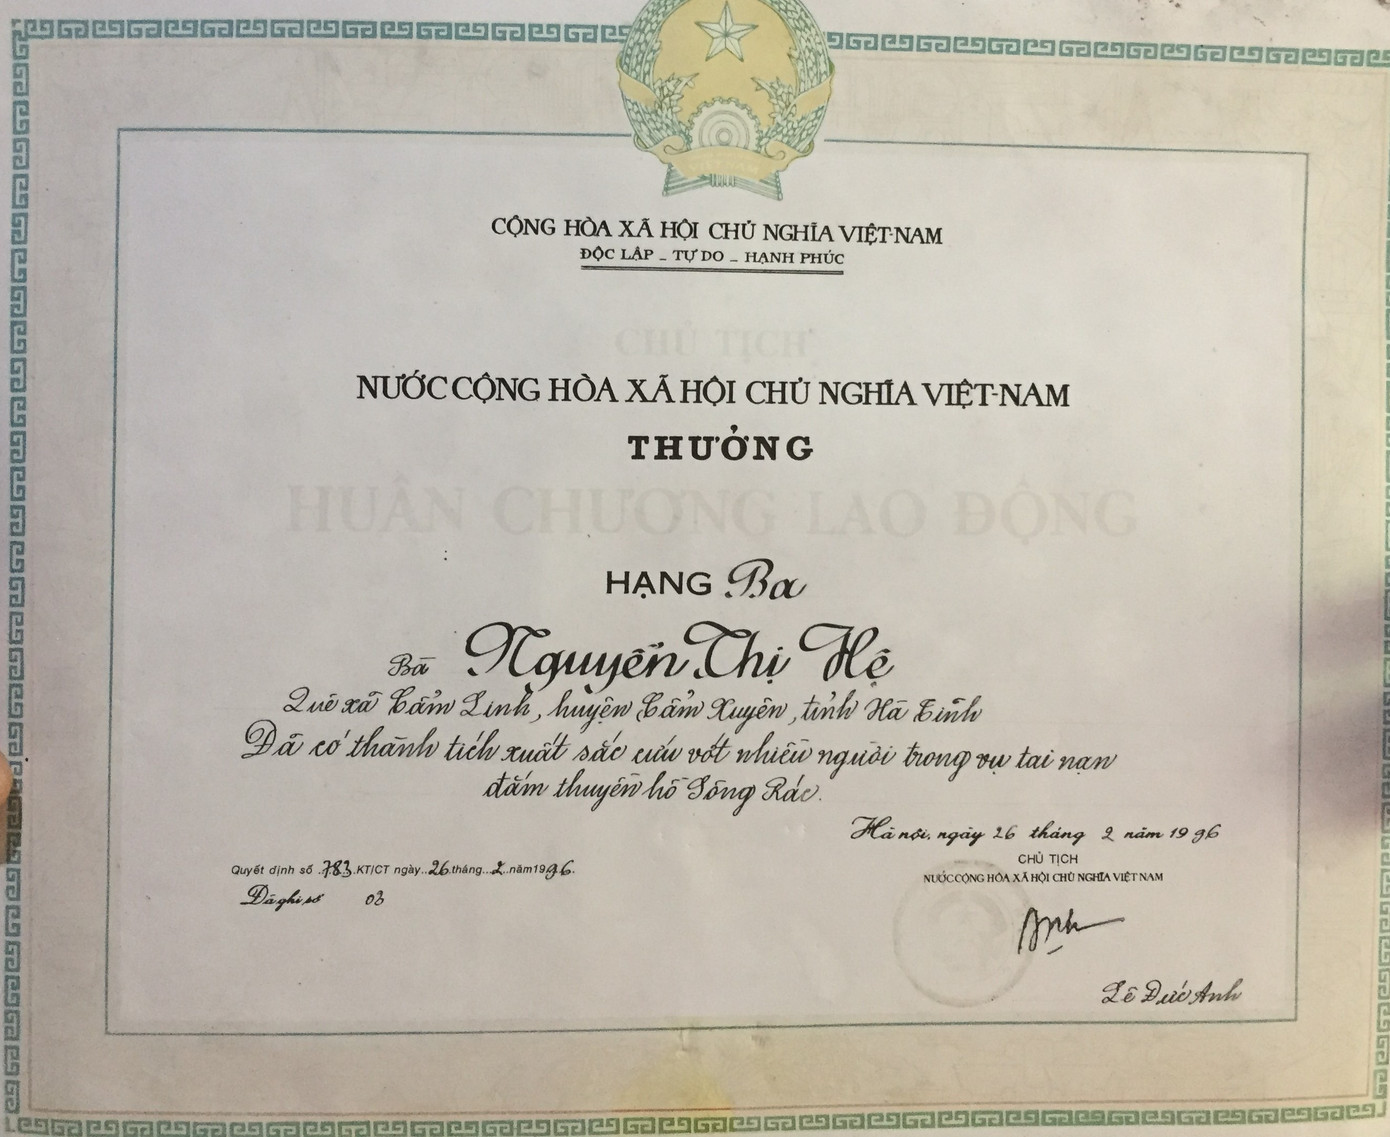 CỘNG HÒA XÃ HỘI CHỦ NGHĨA VIỆT-NAM
ĐỘC LẬP _ TỰ DO _ HẠNH PHÚC
CHỦ TỊCH
NƯỚC CỘNG HÒA XÃ HỘI CHỦ NGHĨA VIỆT-NAM
THƯỞNG
HUÂN CHƯƠNG LAO ĐỘNG
HẠNG Ba
Bà Nguyễn Thị Hệ
Quê xã Cẩm Lĩnh, huyện Cẩm Xuyên, tỉnh Hà Tĩnh
Đã có thành tích xuất sắc cứu vớt nhiều người trong vụ tai nạn
đắm thuyền hồ Sông Rác.
Hà nội, ngày 26 tháng 2 năm 1996
CHỦ TỊCH
NƯỚC CỘNG HÒA XÃ HỘI CHỦ NGHĨA VIỆT NAM
Quyết định số 783 KT/CT ngày 26 tháng 2 năm 1996.
Đã ghi số 03
Lê Đức Anh